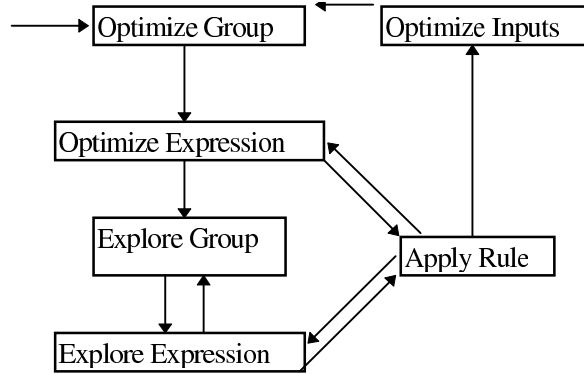 Optimize Group
Optimize Inputs
Optimize Expression
Explore Group
Apply Rule
Explore Expression